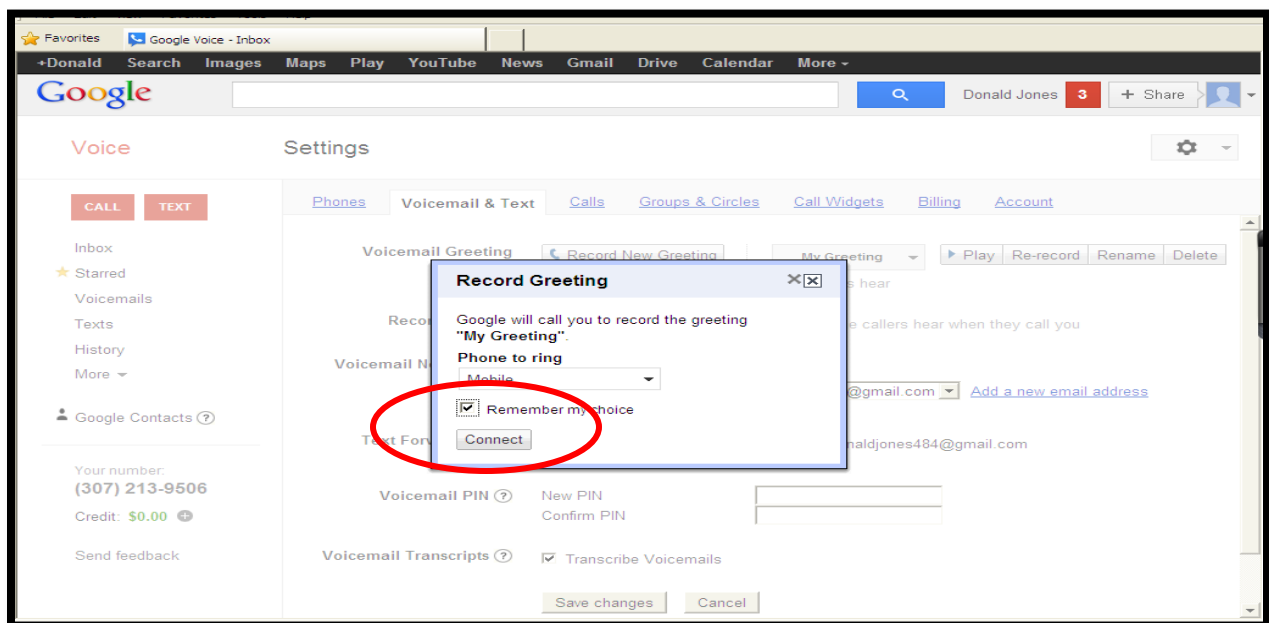 Favorites Google Voice - Inbox
+Donald Search Images Maps Play YouTube News Gmail Drive Calendar More
Google Donald Jones 3 + Share
Voice Settings
CALL TEXT
Phones Voicemail & Text Calls Groups & Circles Call Widgets Billing Account
Inbox
Starred
Voicemails
Texts
History
More
Google Contacts (?)
Your number:
(307) 213-9506
Credit: $0.00
Send feedback
Voicemail Greeting Record New Greeting My Greeting Play Re-record Rename Delete
hear
callers hear when they call you
Voicemail
@gmail.com Add a new email address
Text
naldjones484@gmail.com
Record Greeting
Google will call you to record the greeting
"My Greeting".
Phone to ring
Mobile
Remember my choice
Connect
Voicemail PIN (?) New PIN
Confirm PIN
Voicemail Transcripts (?) Transcribe Voicemails
Save changes Cancel